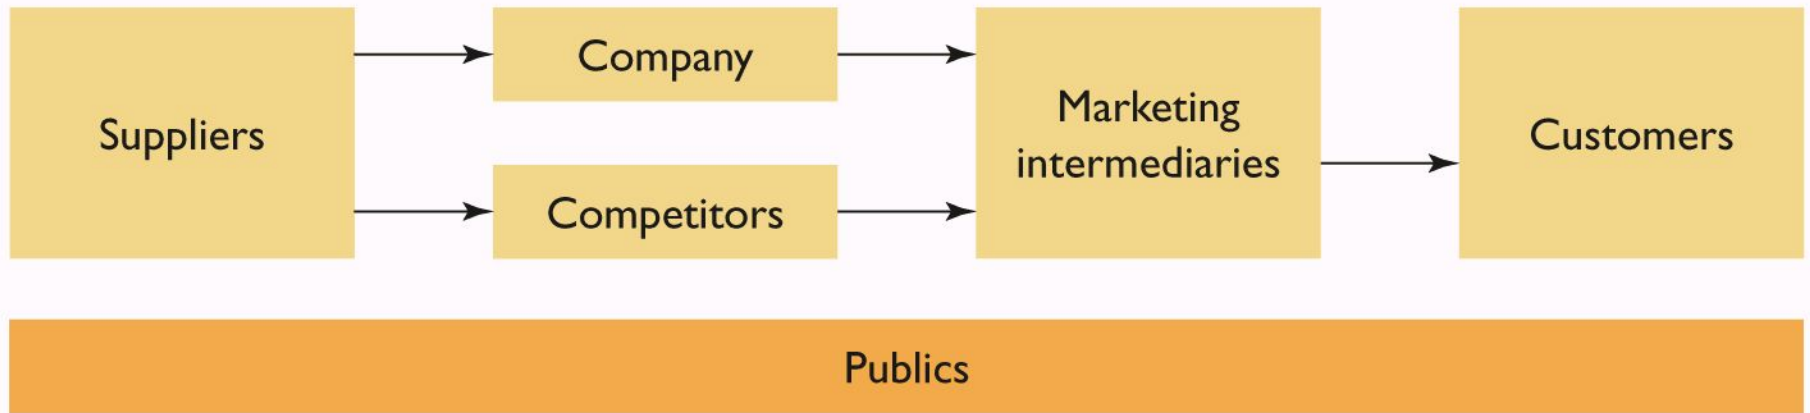 Suppliers
Company
Competitors
Marketing
intermediaries
Customers
Publics